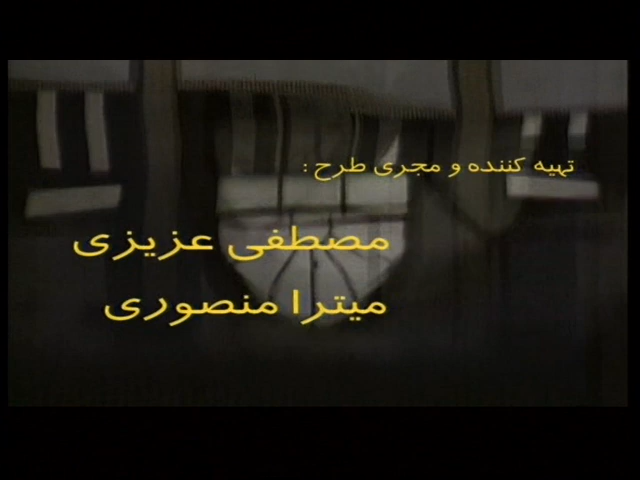 تهیه کننده و مجری طرح :
مصطفی عزیزی
میترا منصوری